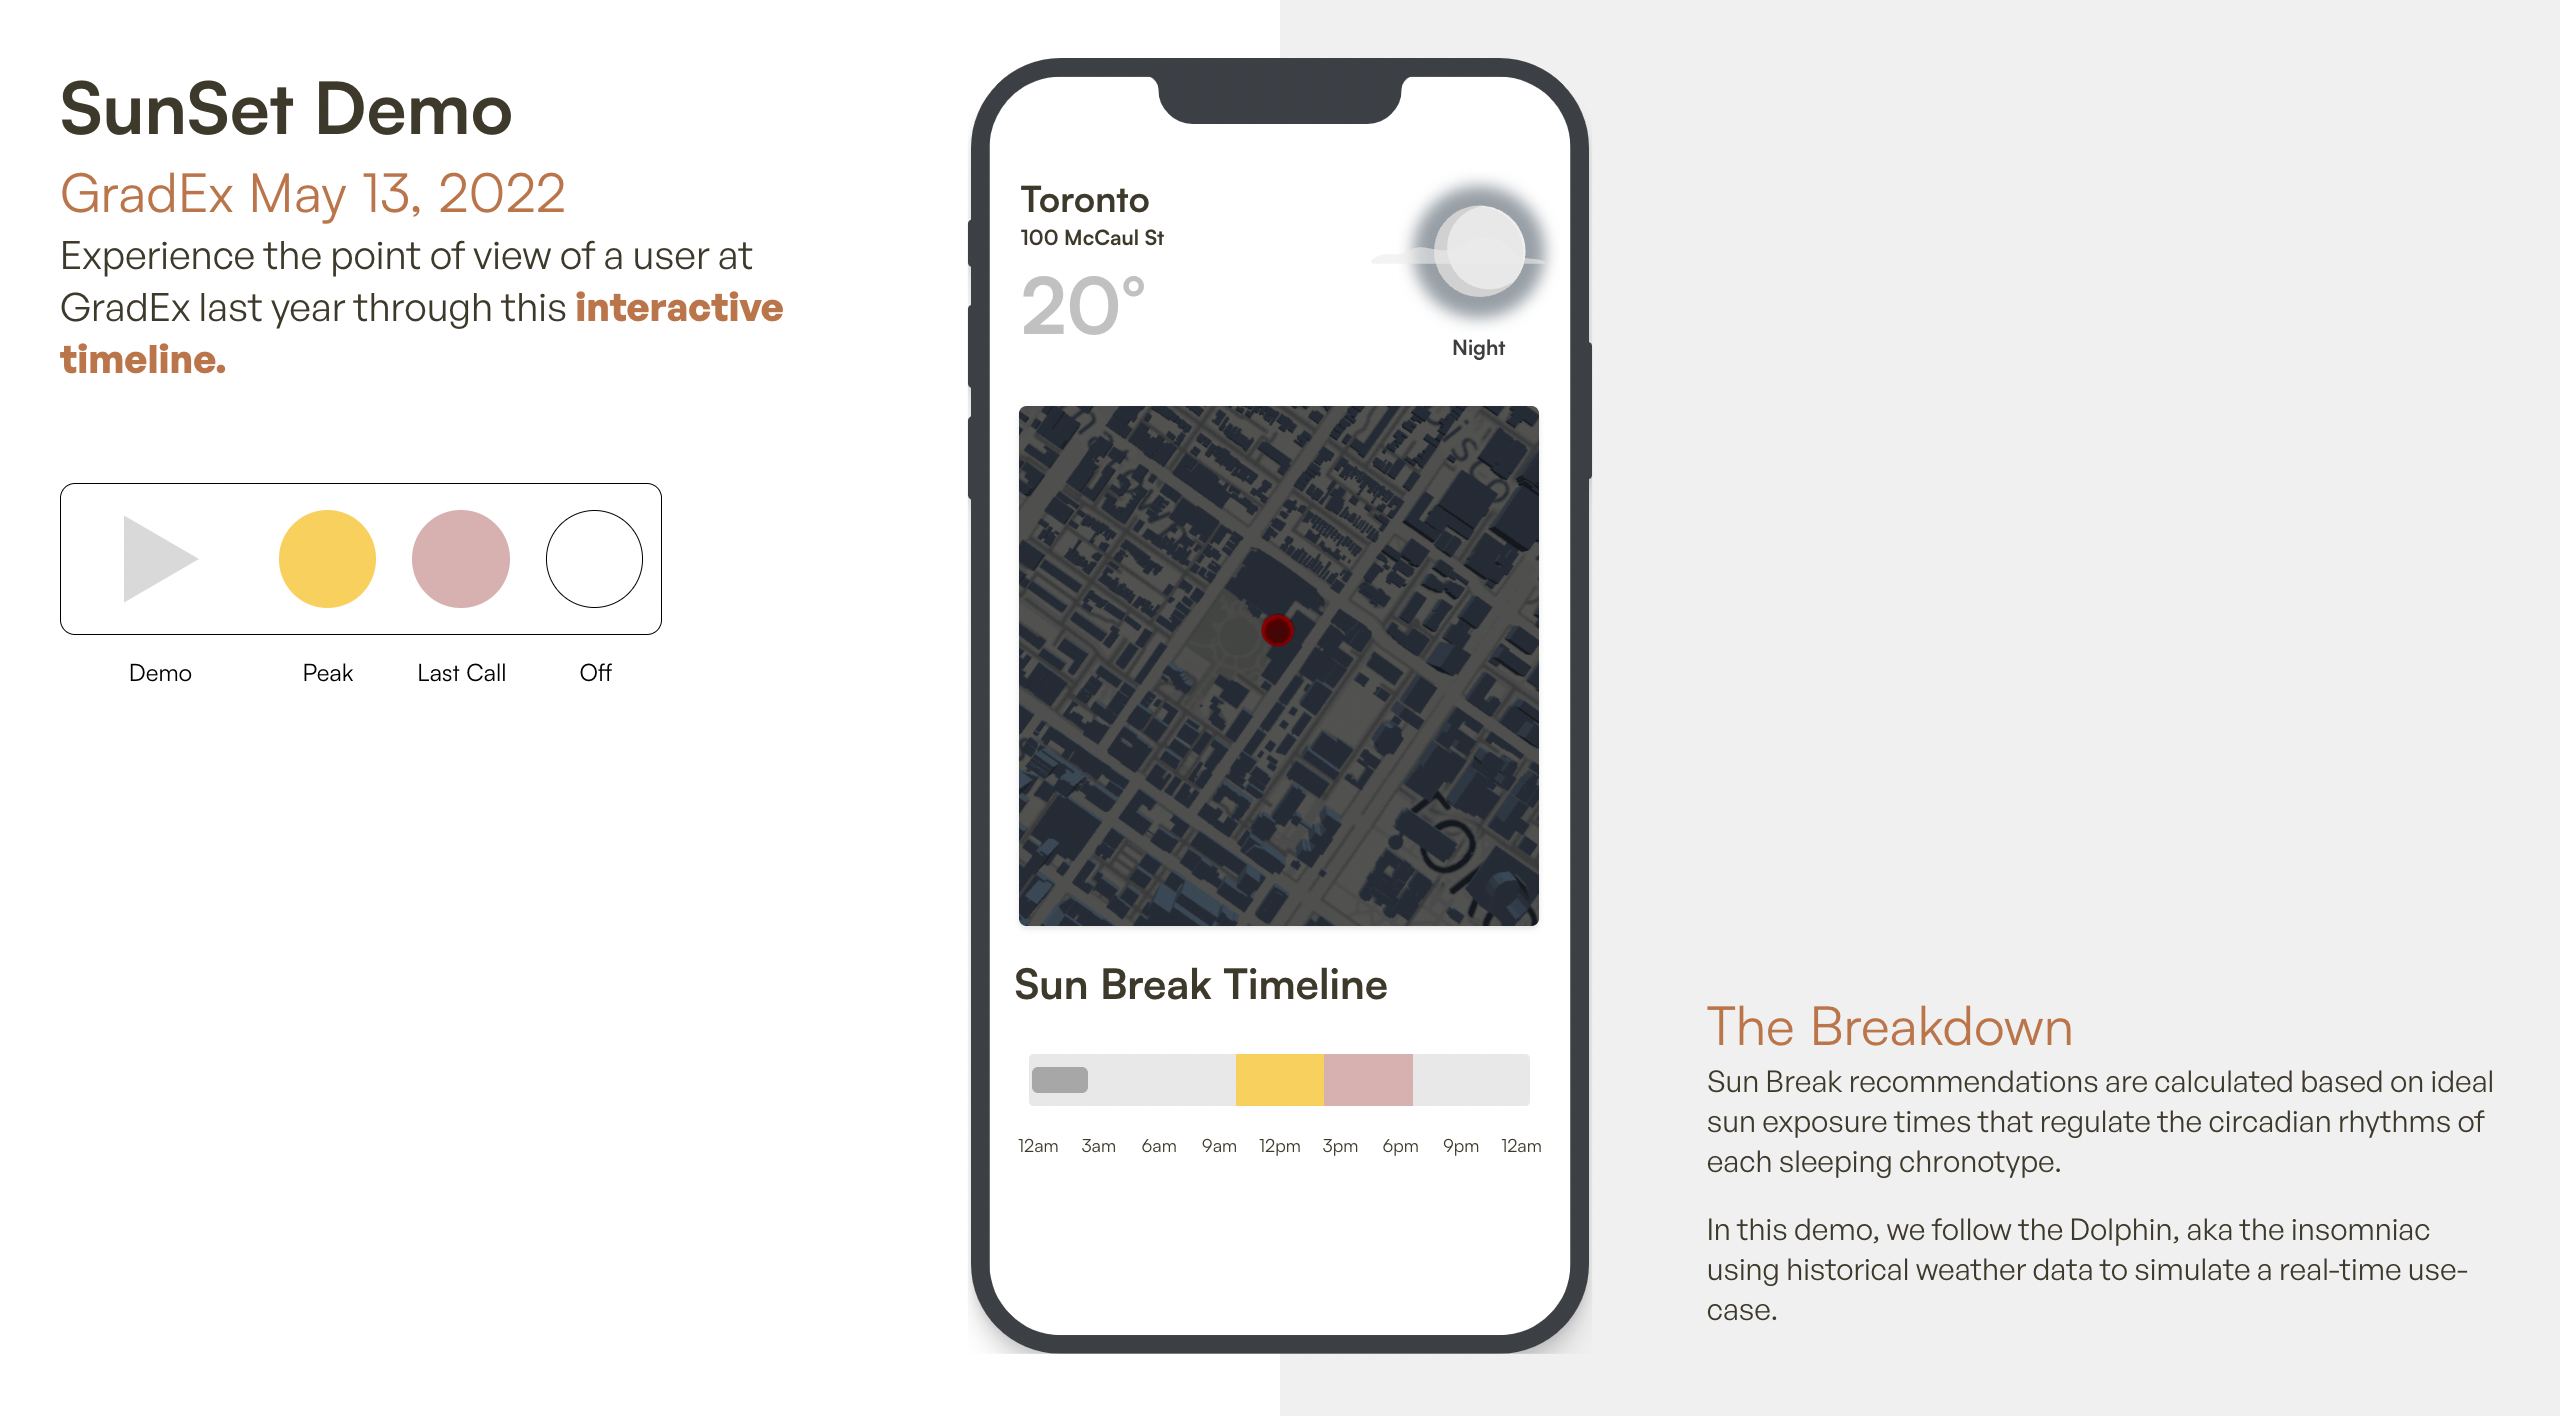 SunSet Demo
GradEx May 13, 2022
Experience the point of view of a user at
GradEx last year through this interactive
timeline.
Demo
Peak
Last Call
Off
Toronto
100 McCaul St
20°
Night
Sun Break Timeline
12am 3am 6am 9am 12pm 3pm 6pm 9pm 12am
The Breakdown
Sun Break recommendations are calculated based on ideal
sun exposure times that regulate the circadian rhythms of
each sleeping chronotype.
In this demo, we follow the Dolphin, aka the insomniac
using historical weather data to simulate a real-time use-
case.